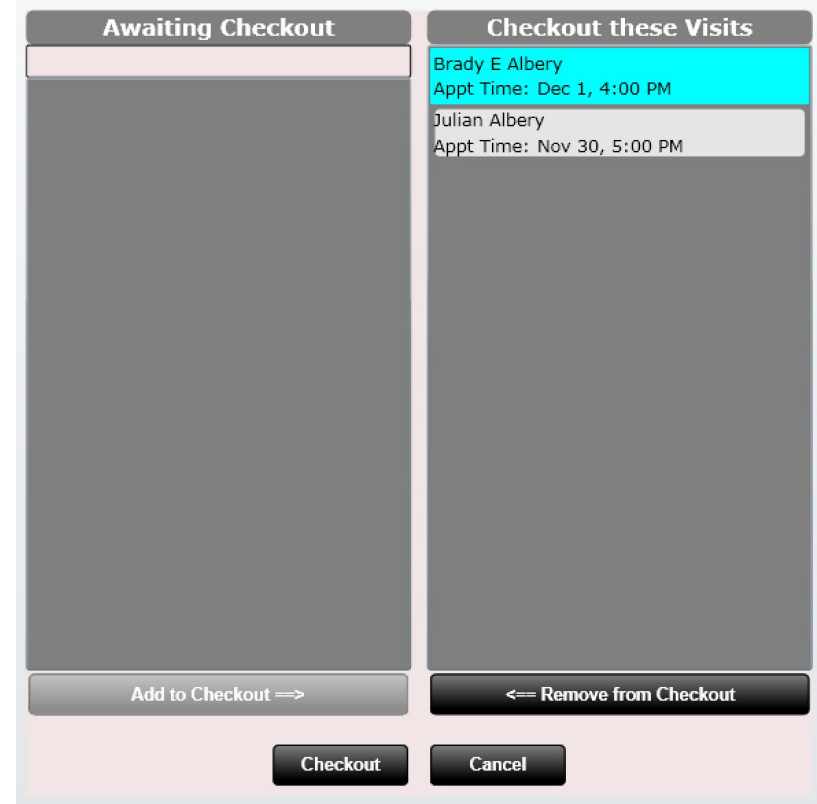 Awaiting Checkout
Checkout these Visits
Brady E Albery
Appt Time: Dec 1, 4:00 PM
Julian Albery
Appt Time: Nov 30, 5:00 PM
Add to Checkout ==>
<== Remove from Checkout
Checkout
Cancel